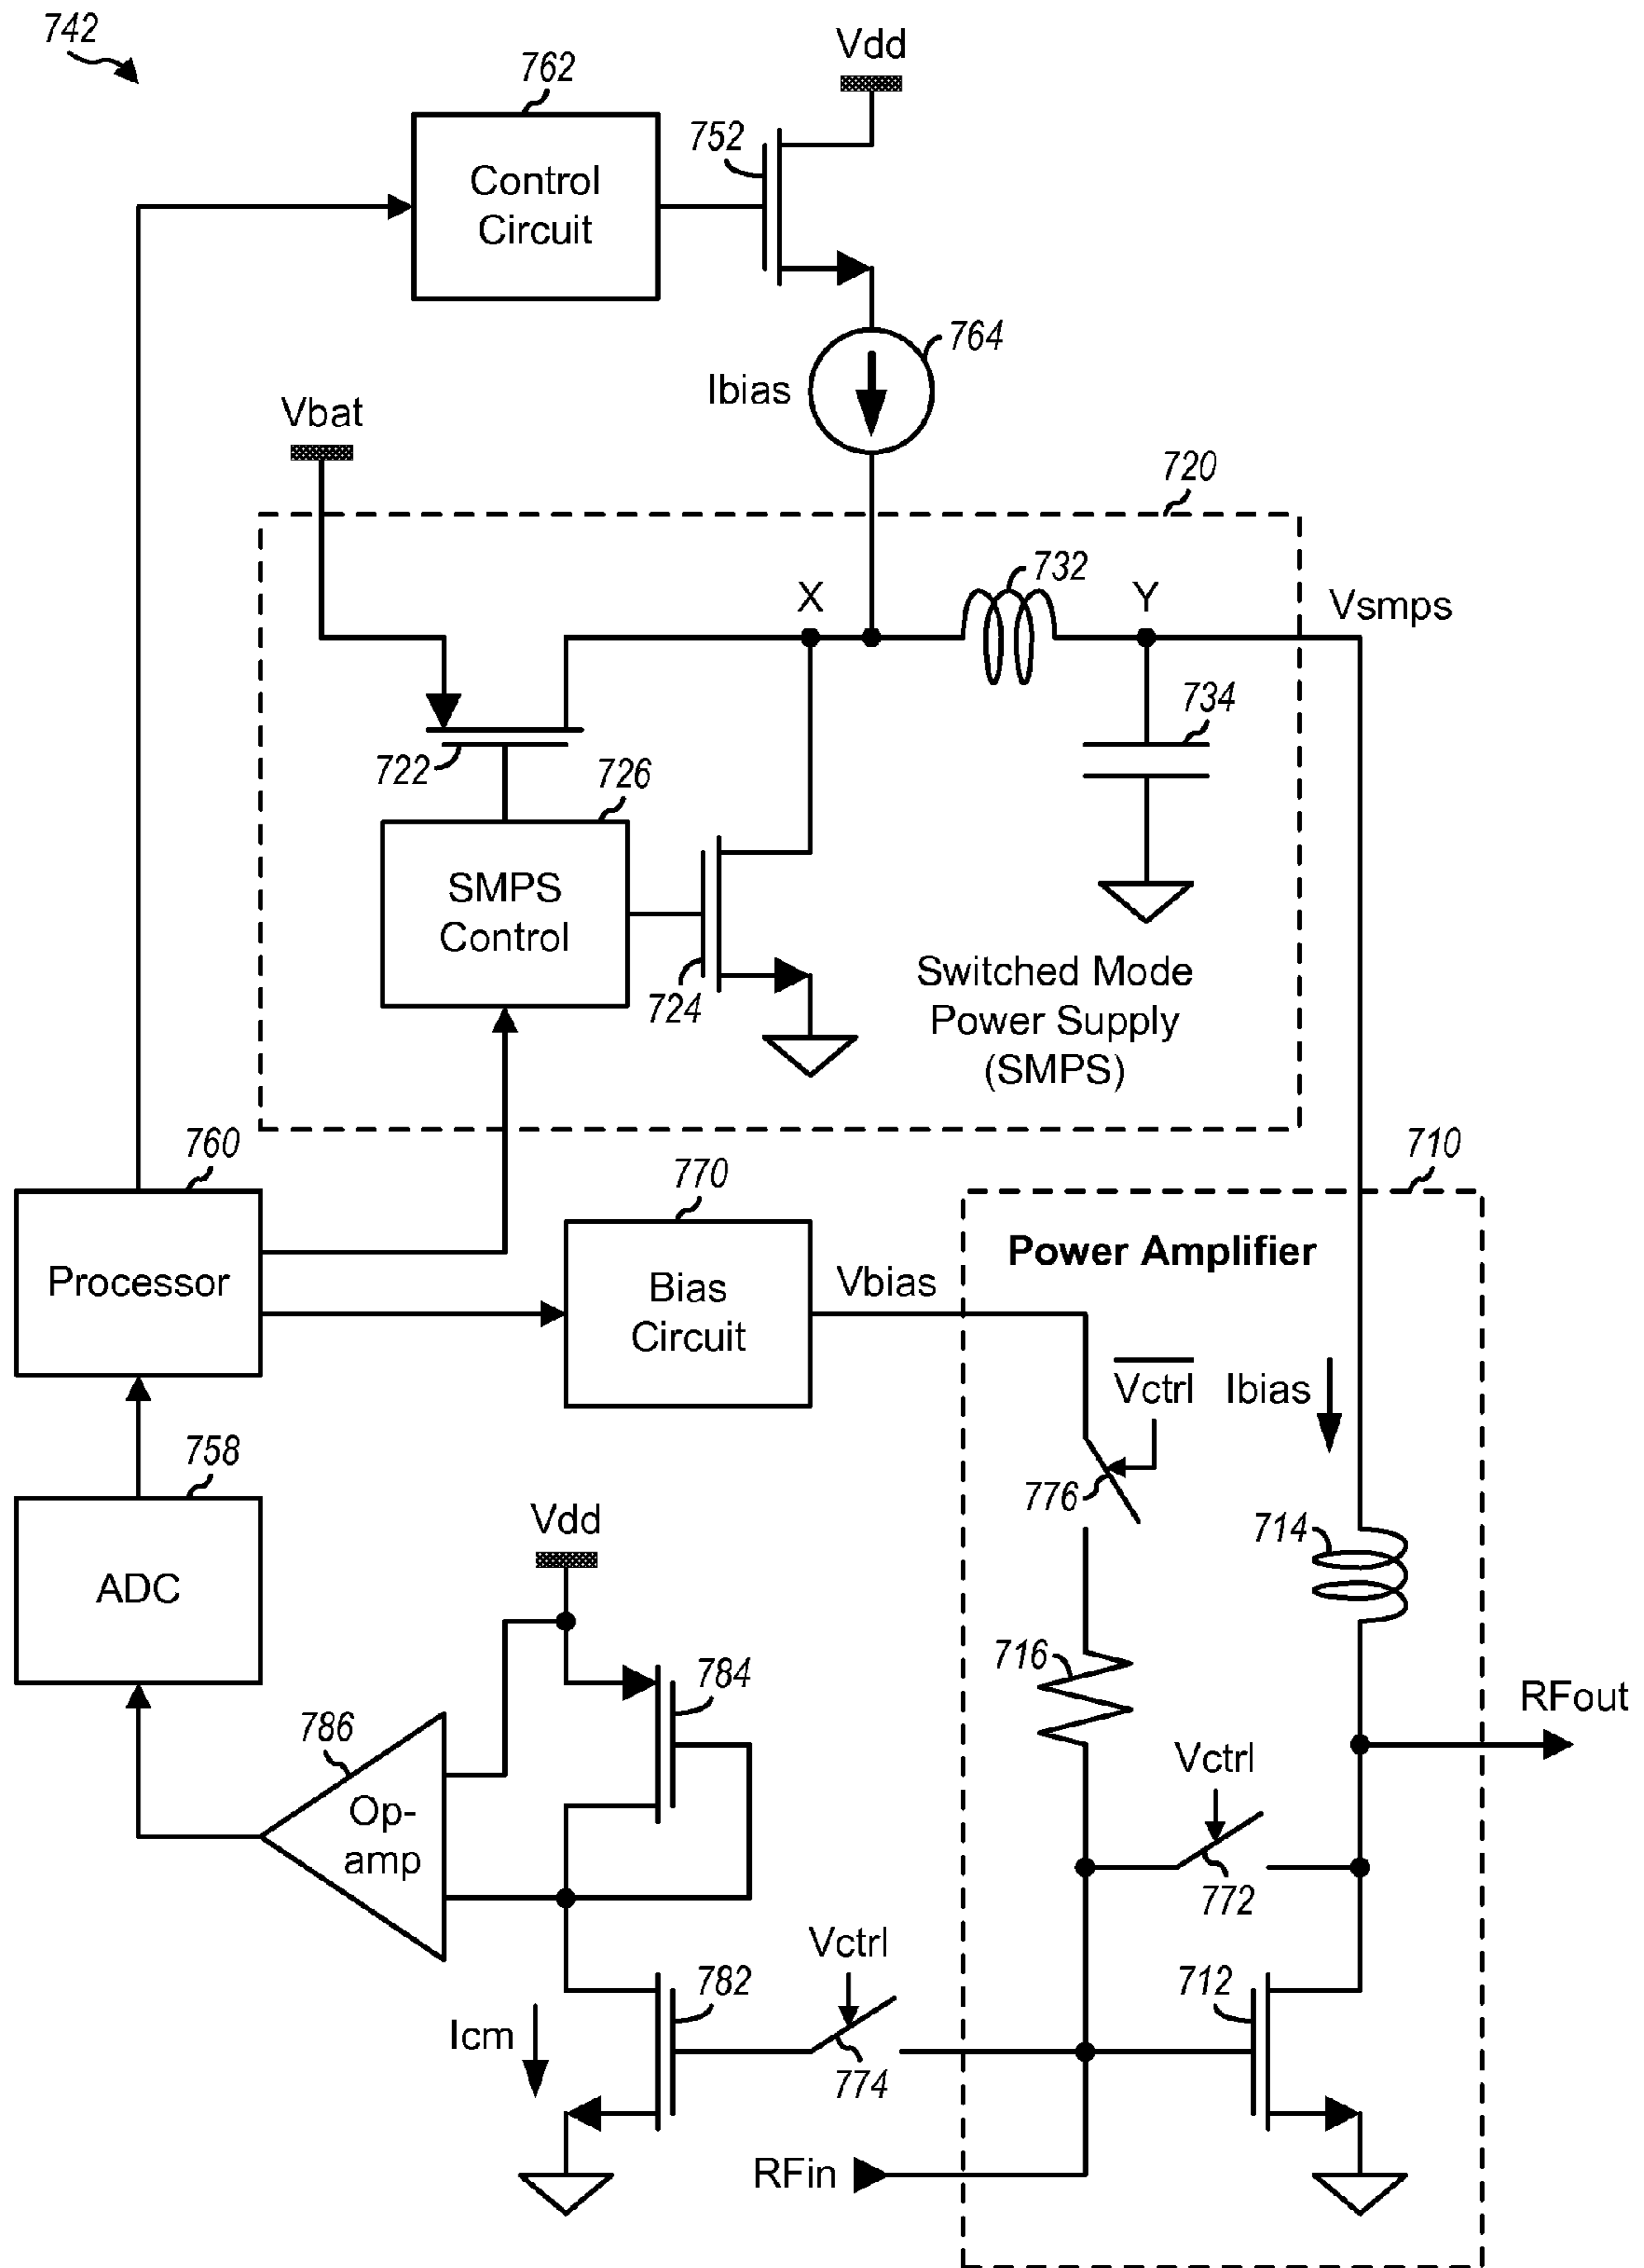 742
762
Vdd
752
Control
Circuit
764
Ibias
Vbat
720
732
X
Y
Vsmps
734
722
726
SMPS
Control
724
Switched Mode
Power Supply
(SMPS)
760
770
710
Processor
Bias
Circuit
Vbias
Power Amplifier
Vctrl
Ibias
758
776
Vdd
714
ADC
716
784
RFout
786
Vctrl
Op-
amp
772
Vctrl
782
712
Icm
774
RFin